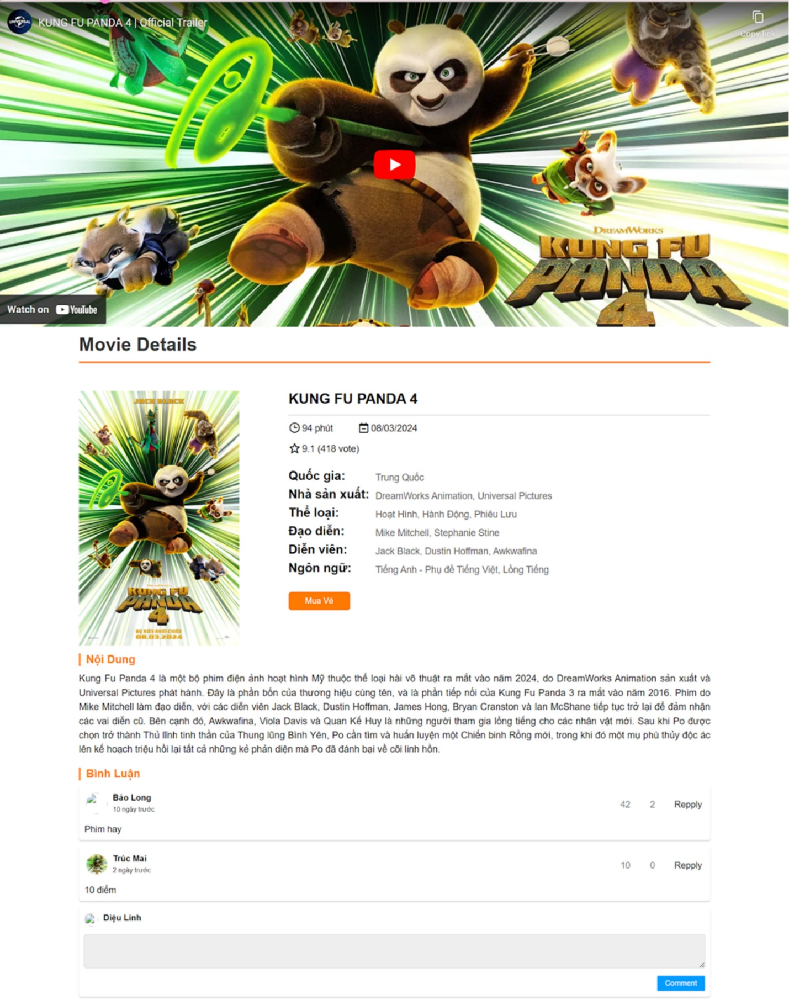 UNIVERSAL
KUNG FU PANDA 4 | Official Trailer
Copy link
DREAMWORKS
KUNG FU
PANDA
4
Watch on YouTube
Movie Details
JACK BLACK
KUNG FU
PANDA
4
DỰ KIẾN KHỞI CHIẾU
08.03.2024
KUNG FU PANDA 4
94 phút 08/03/2024
9.1 (418 vote)
Quốc gia: Trung Quốc
Nhà sản xuất: DreamWorks Animation, Universal Pictures
Thể loại: Hoạt Hình, Hành Động, Phiêu Lưu
Đạo diễn: Mike Mitchell, Stephanie Stine
Diễn viên: Jack Black, Dustin Hoffman, Awkwafina
Ngôn ngữ: Tiếng Anh - Phụ đề Tiếng Việt, Lồng Tiếng
Mua Vé
Nội Dung
Kung Fu Panda 4 là một bộ phim điện ảnh hoạt hình Mỹ thuộc thể loại hài võ thuật ra mắt vào năm 2024, do DreamWorks Animation sản xuất và
Universal Pictures phát hành. Đây là phần bốn của thương hiệu cùng tên, và là phần tiếp nối của Kung Fu Panda 3 ra mắt vào năm 2016. Phim do
Mike Mitchell làm đạo diễn, với các diễn viên Jack Black, Dustin Hoffman, James Hong, Bryan Cranston và Ian McShane tiếp tục trở lại để đảm nhận
các vai diễn cũ. Bên cạnh đó, Awkwafina, Viola Davis và Quan Kế Huy là những người tham gia lồng tiếng cho các nhân vật mới. Sau khi Po được
chọn trở thành Thủ lĩnh tinh thần của Thung lũng Bình Yên, Po cần tìm và huấn luyện một Chiến binh Rồng mới, trong khi đó một mụ phù thủy độc ác
lên kế hoạch triệu hồi lại tất cả những kẻ phản diện mà Po đã đánh bại về cõi linh hồn.
Bình Luận
Bảo Long
10 ngày trước
42 2 Repply
Phim hay
Trúc Mai
2 ngày trước
10 0 Repply
10 điểm
Diệu Linh
Comment